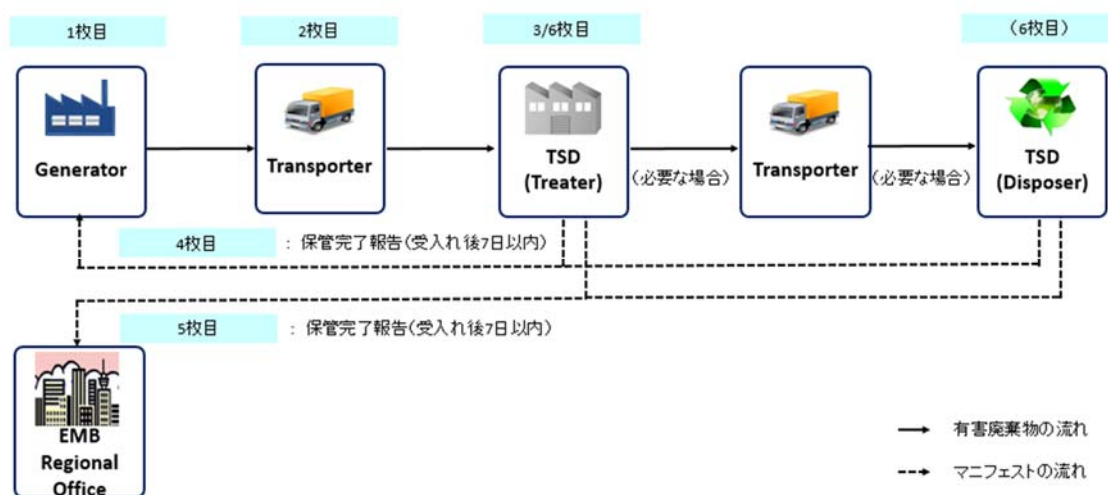 1枚目
2枚目
3/6枚目
(6枚目)
Generator
Transporter
TSD
(Treater)
(必要な場合)
Transporter
(必要な場合)
TSD
(Disposer)
4枚目 : 保管完了報告(受入れ後7日以内)
5枚目 : 保管完了報告(受入れ後7日以内)
EMB
Regional
Office
有害廃棄物の流れ
マニフェストの流れ